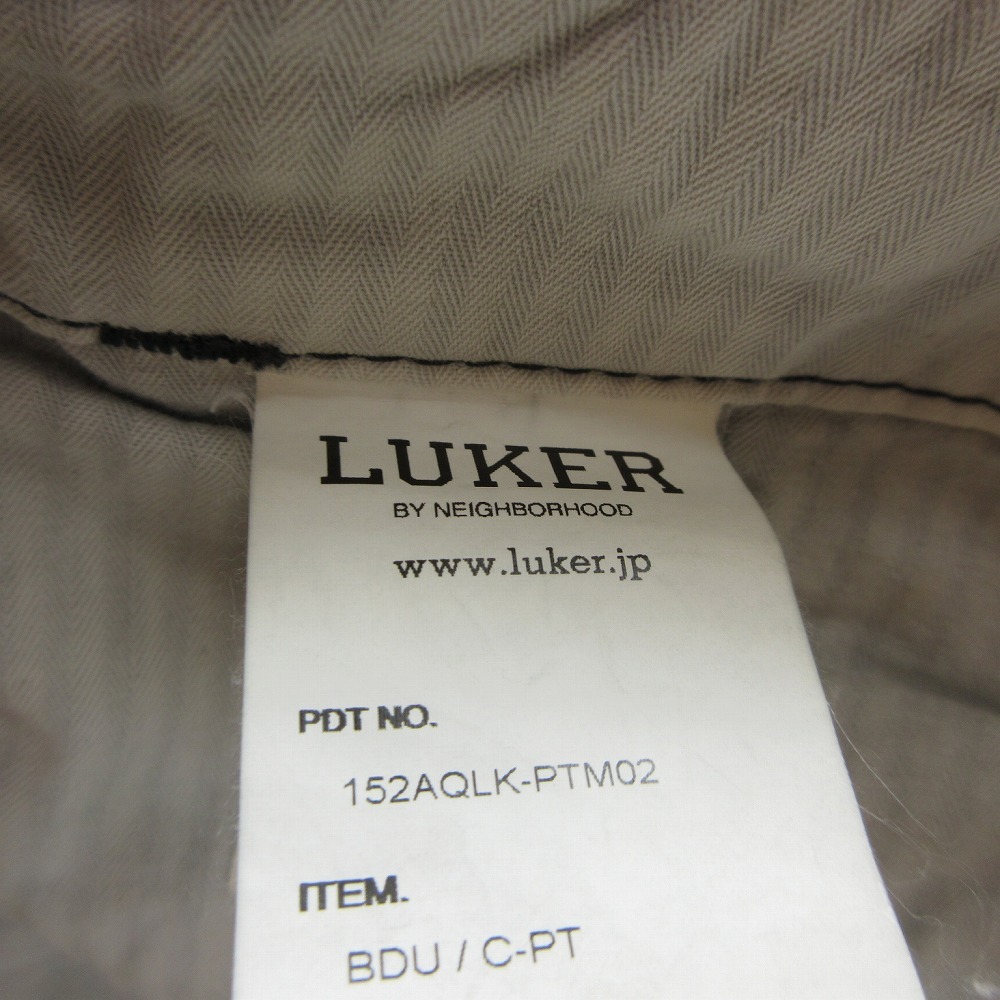 LUKER
BY NEIGHBORHOOD
www.luker.jp
PDT NO.
152AQLK-PTM02
ITEM.
BDU / C-PT